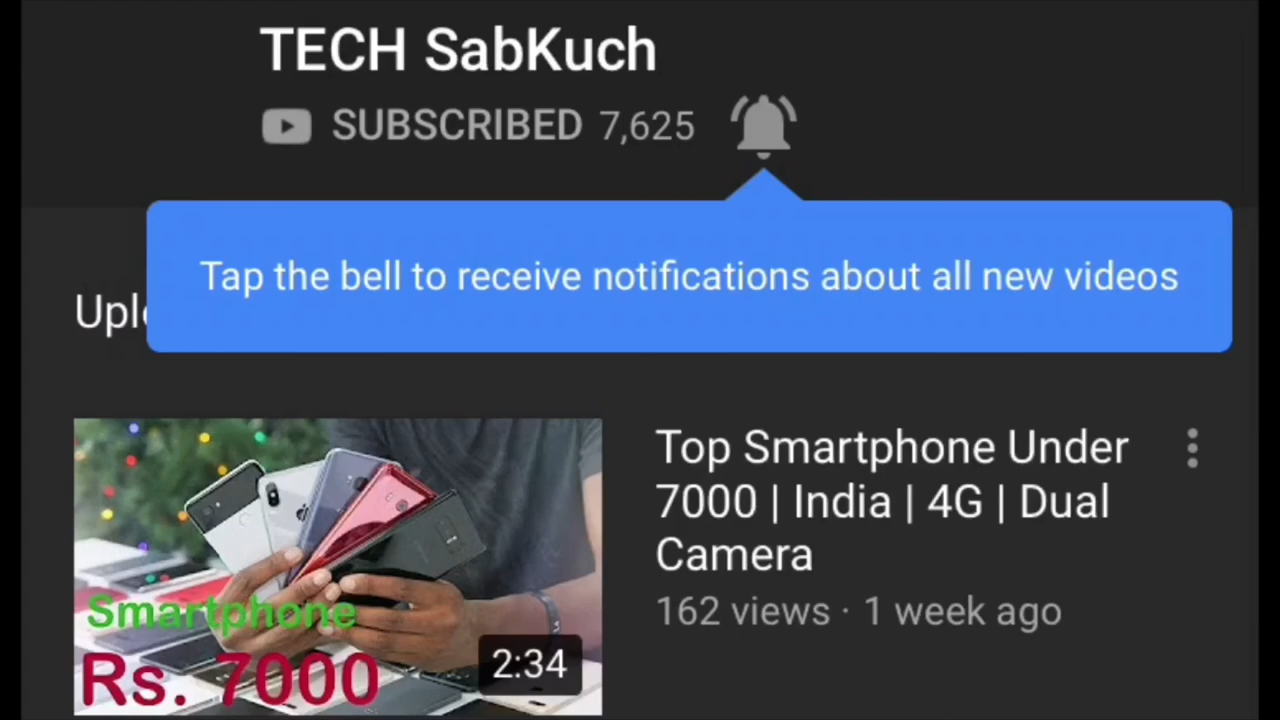 TECH SabKuch
SUBSCRIBED 7,625
Tap the bell to receive notifications about all new videos
Uplo
Top Smartphone Under
7000 | India | 4G | Dual
Camera
162 views · 1 week ago
Smartphone
Rs. 7000
2:34